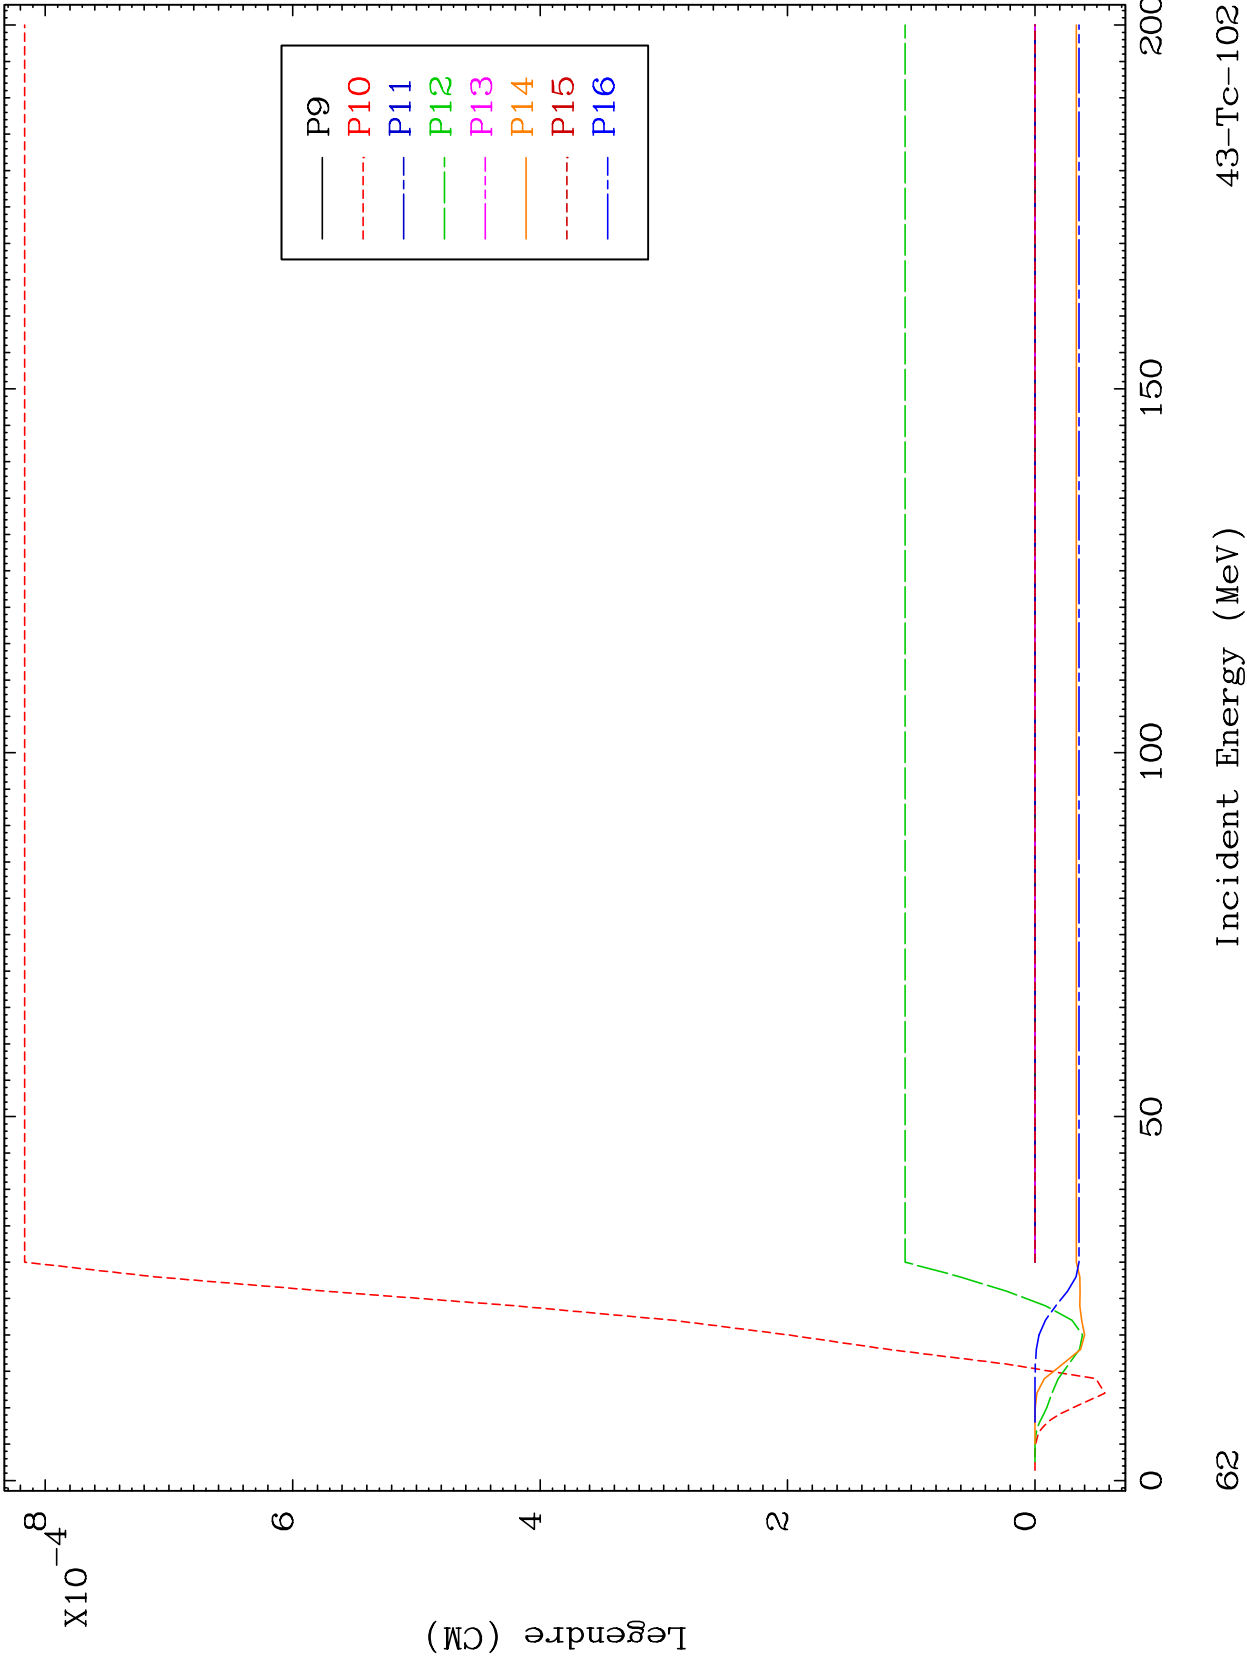 X10^-4
8
6
4
2
0
Legendre (CM)
P9
P10
P11
P12
P13
P14
P15
P16
0
50
100
150
200
Incident Energy (MeV)
62
43-Tc-102